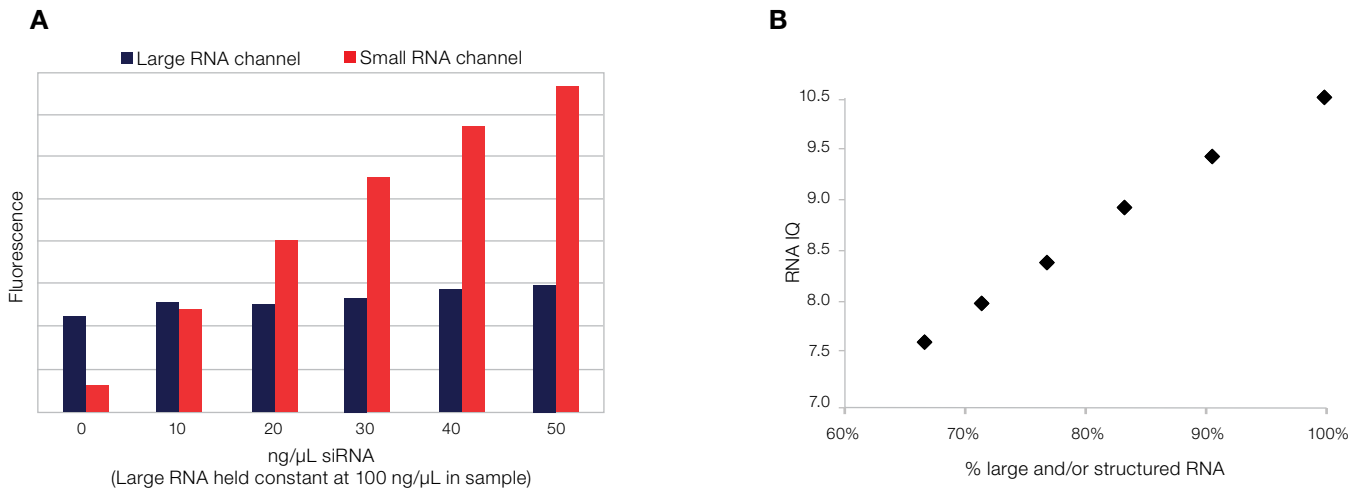 A
Large RNA channel Small RNA channel
Fluorescence
0 10 20 30 40 50
ng/µL siRNA
(Large RNA held constant at 100 ng/µL in sample)
B
RNA IQ
10.5
9.5
9.0
8.5
8.0
7.5
7.0
60% 70% 80% 90% 100%
% large and/or structured RNA